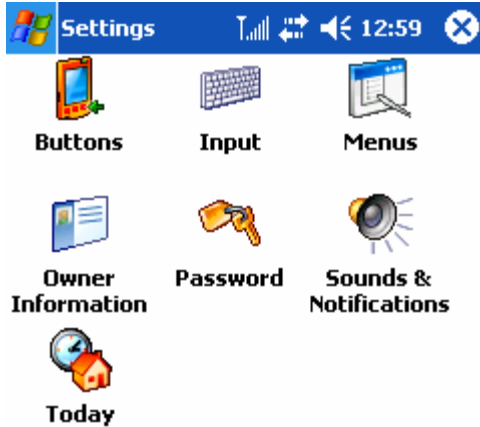 Settings 12:59
Buttons Input Menus
Owner Information Password Sounds & Notifications
Today